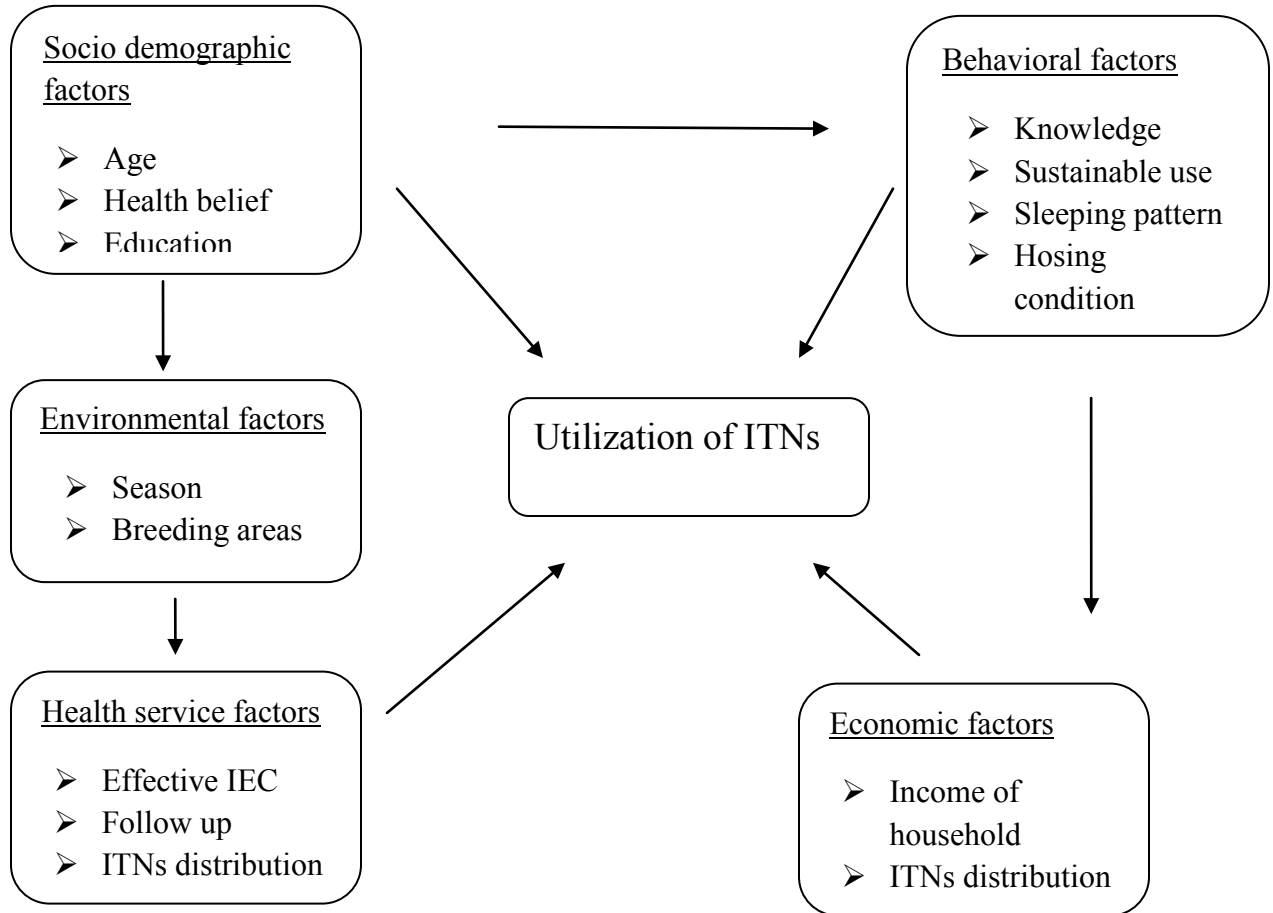 Socio demographic
factors
➢ Age
➢ Health belief
➢ Education
Behavioral factors
➢ Knowledge
➢ Sustainable use
➢ Sleeping pattern
➢ Hosing
condition
Environmental factors
➢ Season
➢ Breeding areas
Utilization of ITNs
Health service factors
➢ Effective IEC
➢ Follow up
➢ ITNs distribution
Economic factors
➢ Income of
household
➢ ITNs distribution